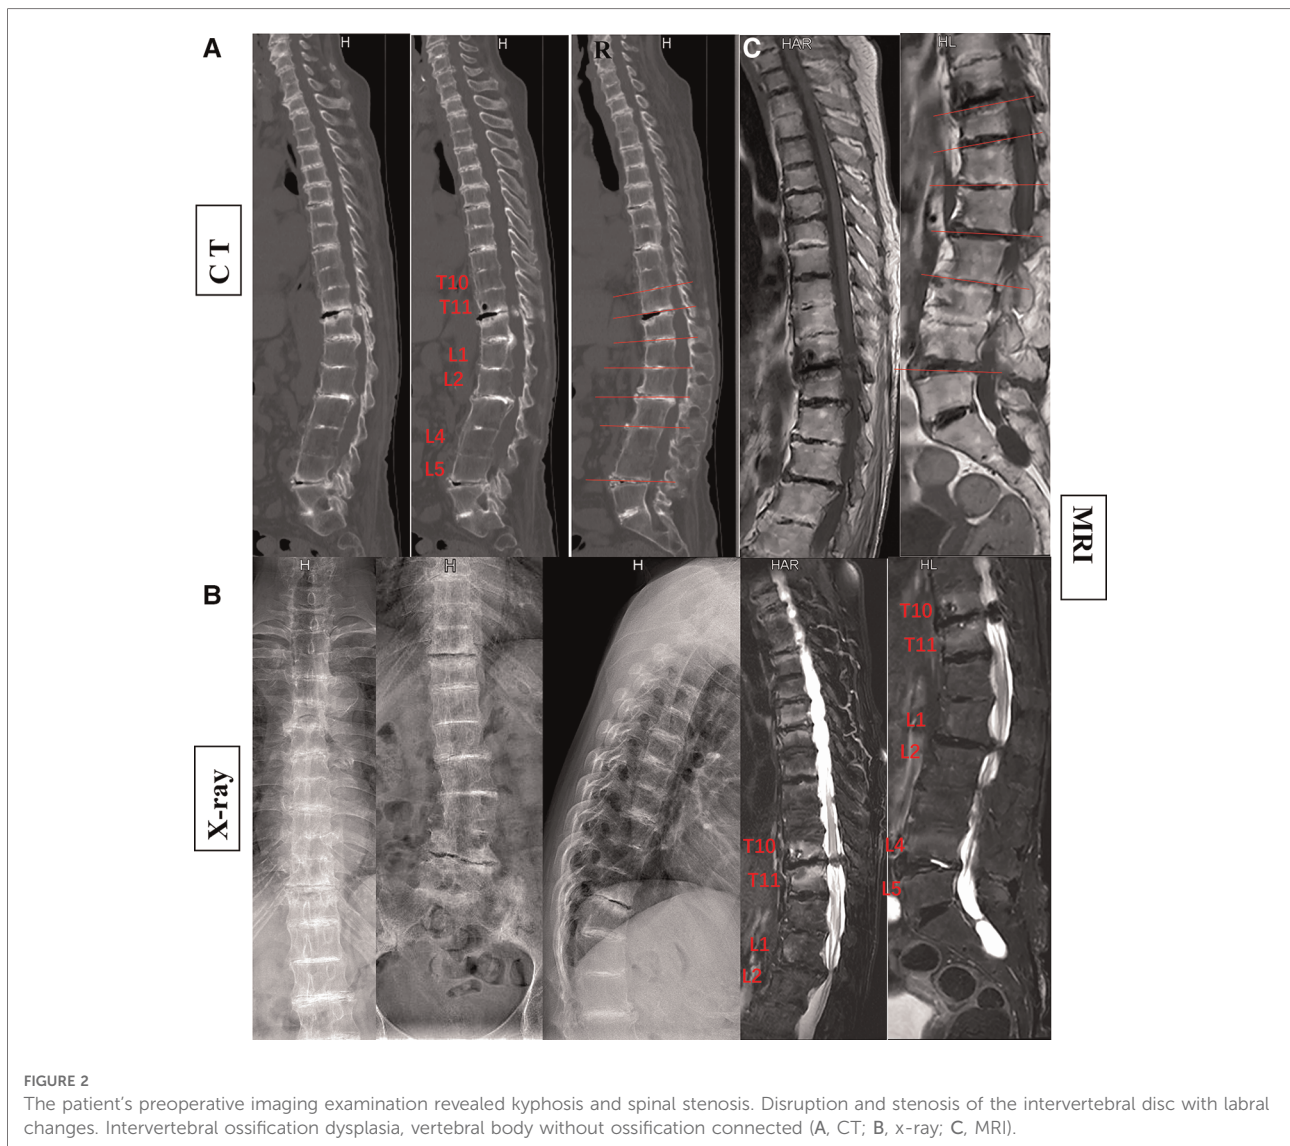 A
H
H
R
H
C
HAR
HL
C T
T10
T11
L1
L2
L4
L5
MRI
B
H
H
H
HAR
HL
X-ray
T10
T11
L1
L2
T10
T11
L1
L2
L4
L5
FIGURE 2
The patient's preoperative imaging examination revealed kyphosis and spinal stenosis. Disruption and stenosis of the intervertebral disc with labral
changes. Intervertebral ossification dysplasia, vertebral body without ossification connected (A, CT; B, x-ray; C, MRI).